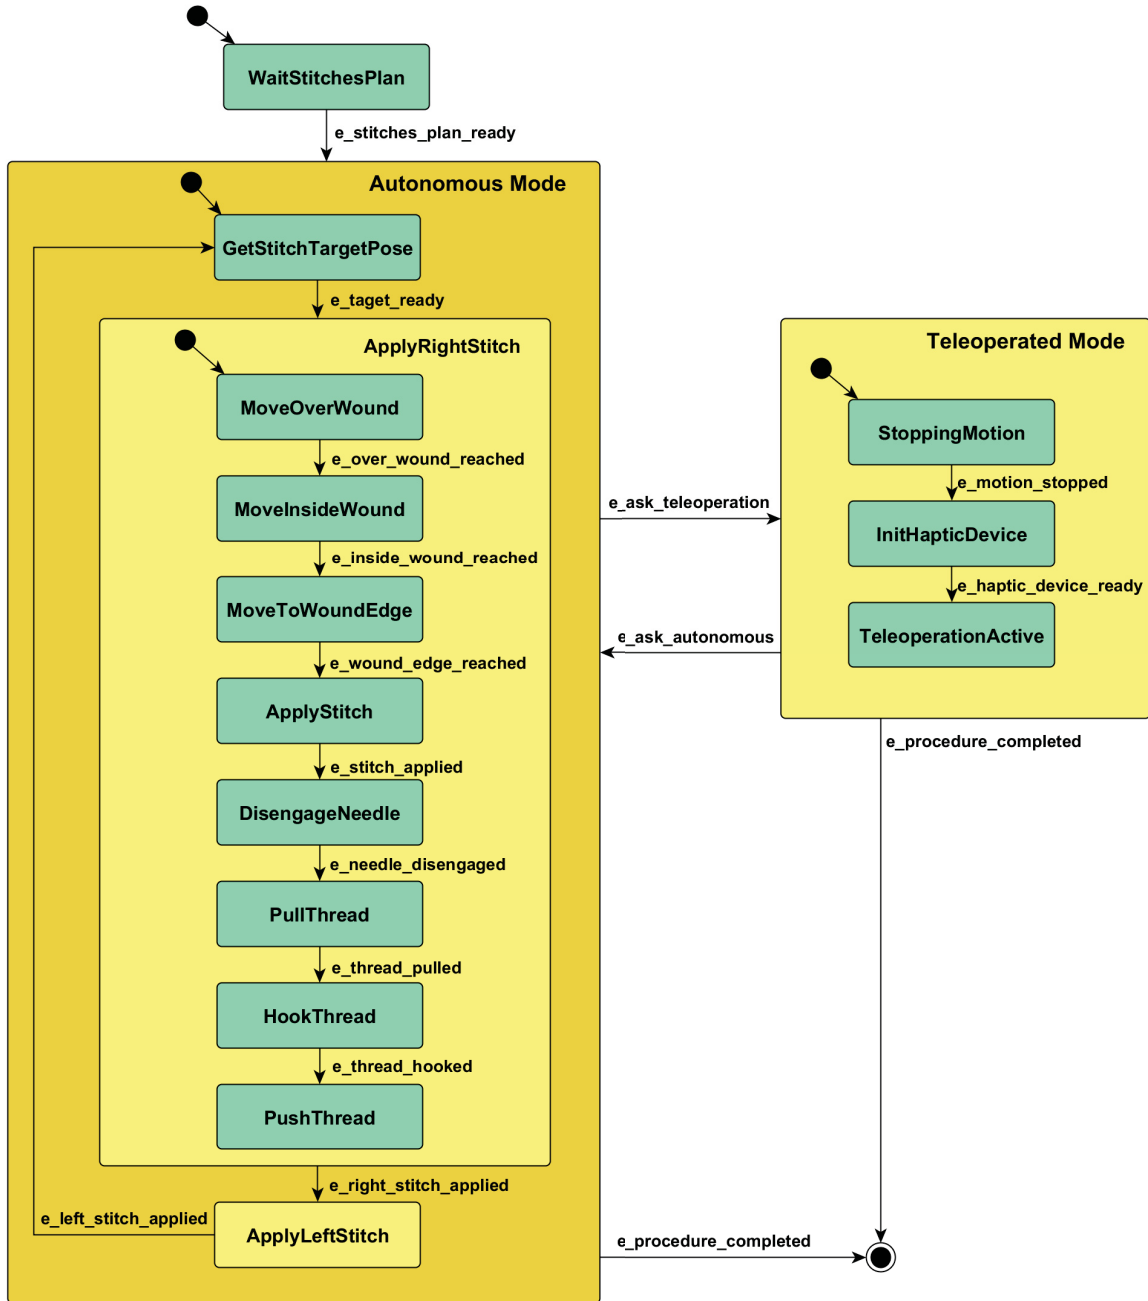 WaitStitchesPlan
e_stitches_plan_ready
Autonomous Mode
GetStitchTargetPose
e_taget_ready
ApplyRightStitch
MoveOverWound
e_over_wound_reached
MoveInsideWound
e_inside_wound_reached
MoveToWoundEdge
e_wound_edge_reached
ApplyStitch
e_stitch_applied
DisengageNeedle
e_needle_disengaged
PullThread
e_thread_pulled
HookThread
e_thread_hooked
PushThread
e_right_stitch_applied
e_left_stitch_applied
ApplyLeftStitch
e_ask_teleoperation
e_ask_autonomous
Teleoperated Mode
StoppingMotion
e_motion_stopped
InitHapticDevice
e_haptic_device_ready
TeleoperationActive
e_procedure_completed
e_procedure_completed